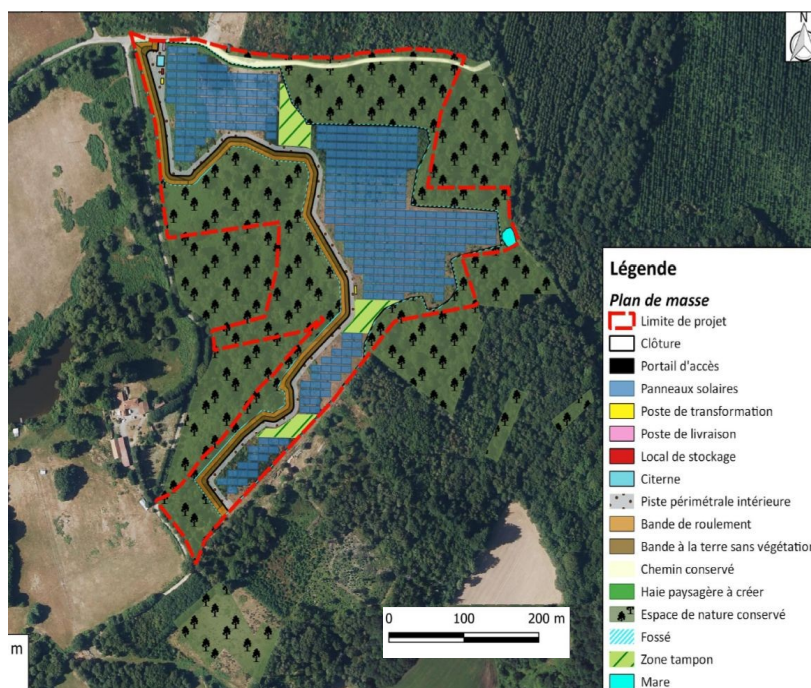 N
Légende
Plan de masse
Limite de projet
Clôture
Portail d'accès
Panneaux solaires
Poste de transformation
Poste de livraison
Local de stockage
Citerne
Piste périmétrale intérieure
Bande de roulement
Bande à la terre sans végétation
Chemin conservé
Haie paysagère à créer
Espace de nature conservé
Fossé
Zone tampon
Mare
0 100 200 m
m